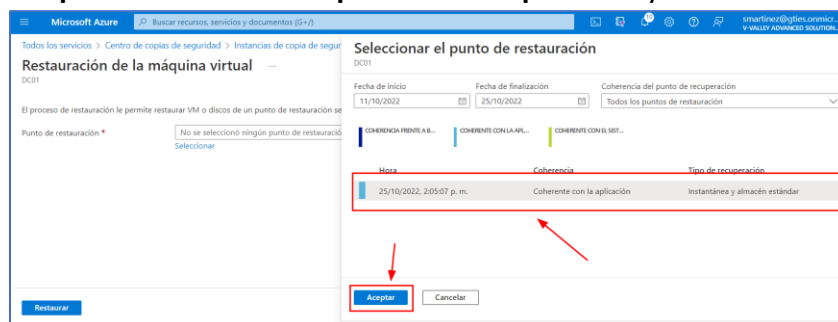 Microsoft Azure
Buscar recursos, servicios y documentos (G+/)
smartinez@gties.onmicr...
V-VALLEY ADVANCED SOLUTION...
Todos los servicios > Centro de copias de seguridad > Instancias de copia de segur
Restauración de la máquina virtual ...
DC01
El proceso de restauración le permite restaurar VM o discos de un punto de restauración se
Punto de restauración *
No se seleccionó ningún punto de restauració
Seleccionar
Restaurar
Seleccionar el punto de restauración
DC01
Fecha de inicio
Fecha de finalización
Coherencia del punto de recuperación
11/10/2022
25/10/2022
Todos los puntos de restauración
COHERENCIA FRENTE A B...
COHERENTE CON LA APL...
COHERENTE CON EL SIST...
Hora Coherencia Tipo de recuperación
25/10/2022, 2:05:07 p. m. Coherente con la aplicación Instantánea y almacén estándar
Aceptar
Cancelar